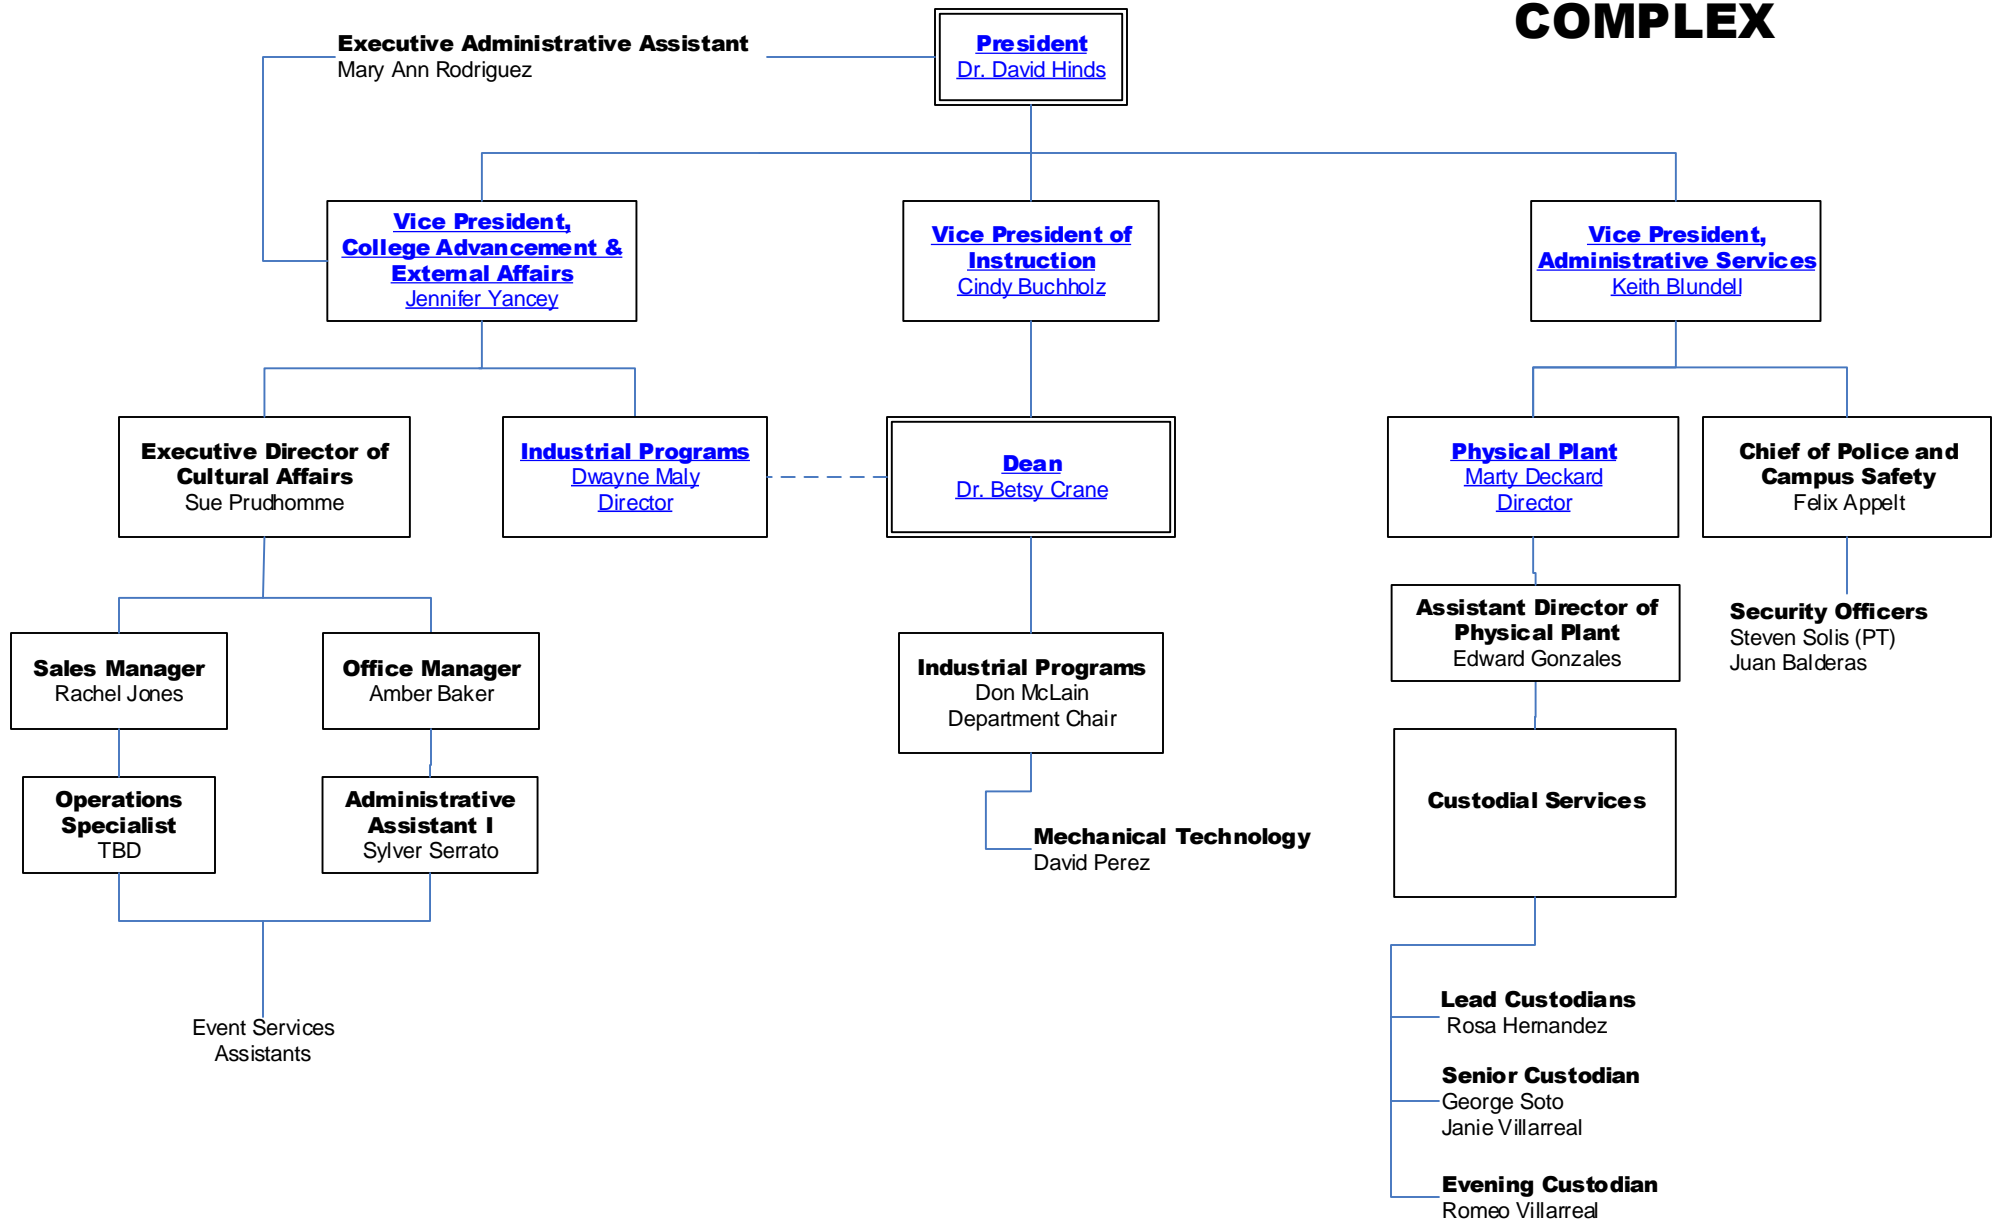 COMPLEX
Executive Administrative Assistant
Mary Ann Rodriguez
President
Dr. David Hinds
Vice President,
College Advancement &
External Affairs
Jennifer Yancey
Vice President of
Instruction
Cindy Buchholz
Vice President,
Administrative Services
Keith Blundell
Executive Director of
Cultural Affairs
Sue Prudhomme
Industrial Programs
Dwayne Maly
Director
Dean
Dr. Betsy Crane
Physical Plant
Marty Deckard
Director
Chief of Police and
Campus Safety
Felix Appelt
Assistant Director of
Physical Plant
Edward Gonzales
Security Officers
Steven Solis (PT)
Juan Balderas
Sales Manager
Rachel Jones
Office Manager
Amber Baker
Industrial Programs
Don McLain
Department Chair
Operations
Specialist
TBD
Administrative
Assistant I
Sylver Serrato
Mechanical Technology
David Perez
Custodial Services
Event Services
Assistants
Lead Custodians
Rosa Hernandez
Senior Custodian
George Soto
Janie Villarreal
Evening Custodian
Romeo Villarreal